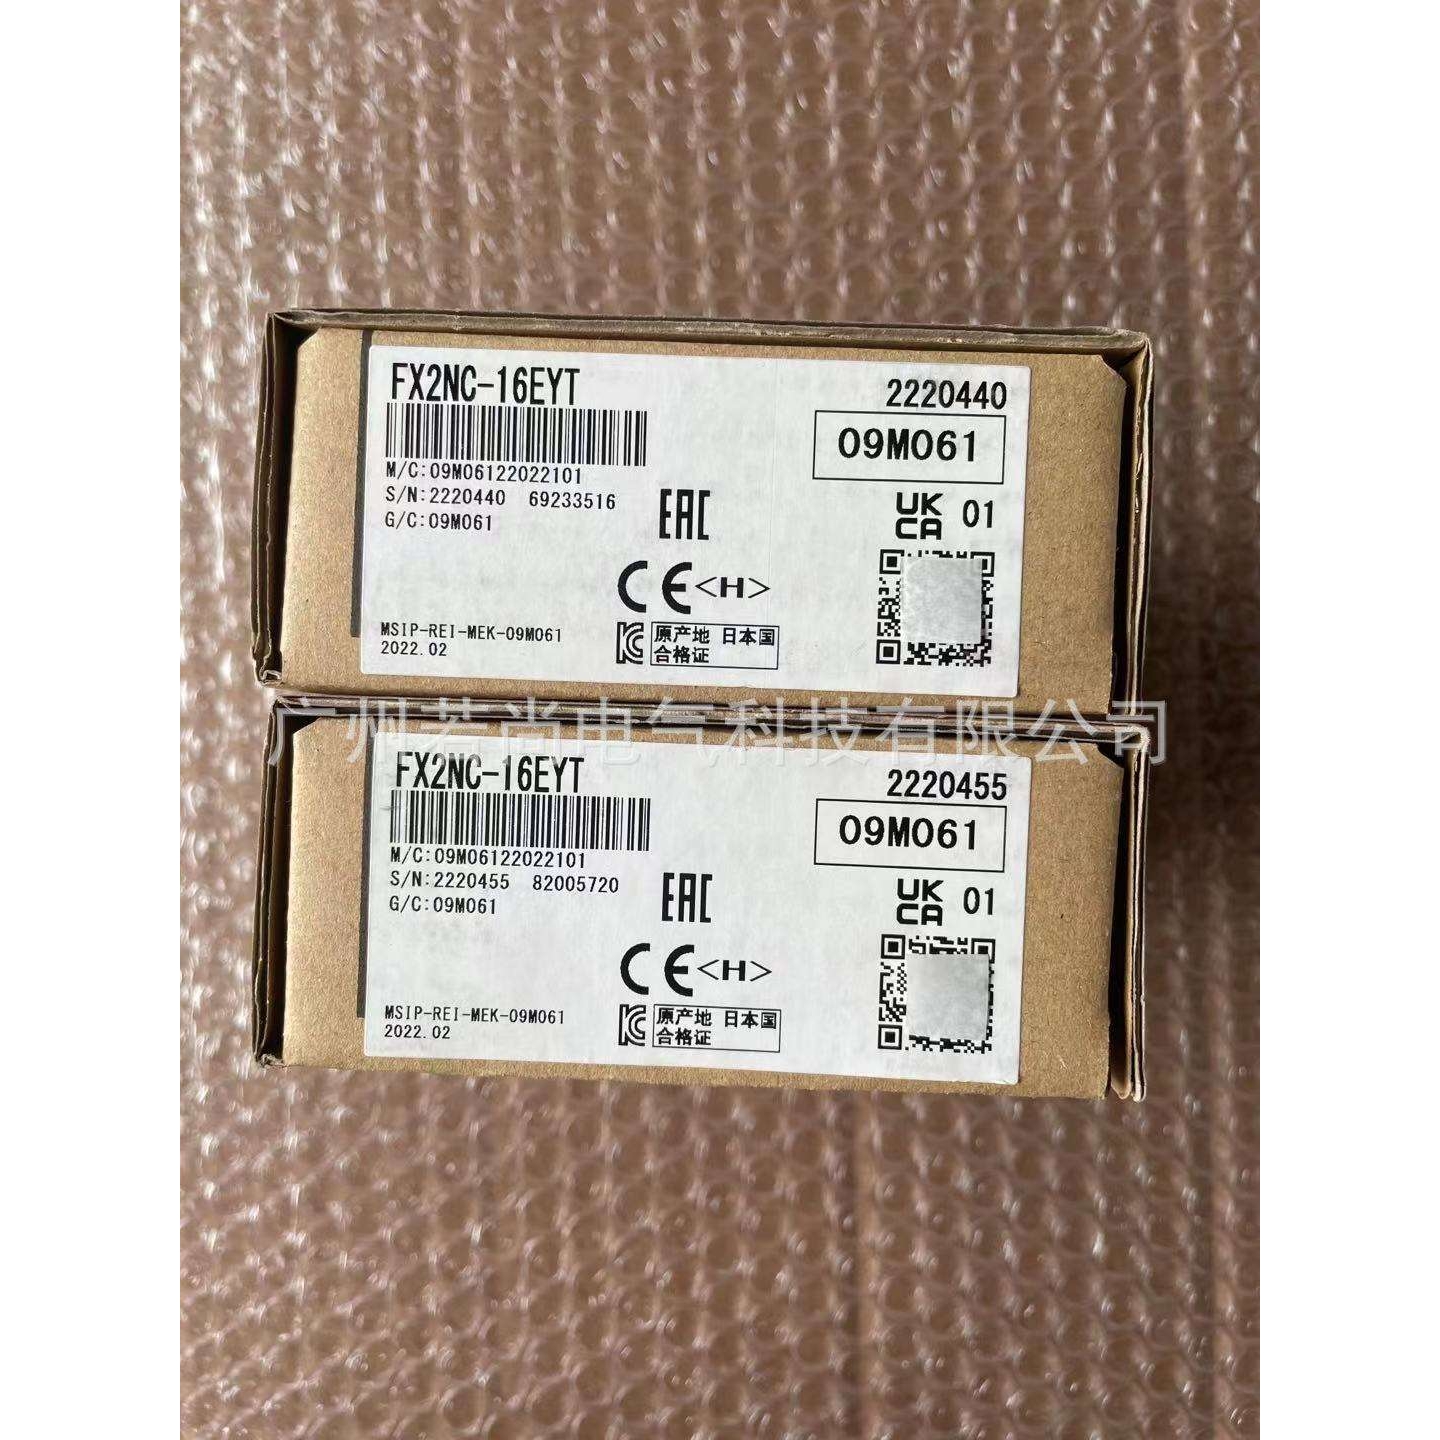 FX2NC-16EYT
2220440
09M061
M/C:09M06122022101
S/N:2220440 69233516
G/C:09M061
EAC
UK
CA 01
CE <H>
MSIP-REI-MEK-09M061
2022.02
原产地 日本国
合格证
广州若尚电气科技有限公司
FX2NC-16EYT
2220455
09M061
M/C:09M06122022101
S/N:2220455 82005720
G/C:09M061
EAC
UK
CA 01
CE <H>
MSIP-REI-MEK-09M061
2022.02
原产地 日本国
合格证